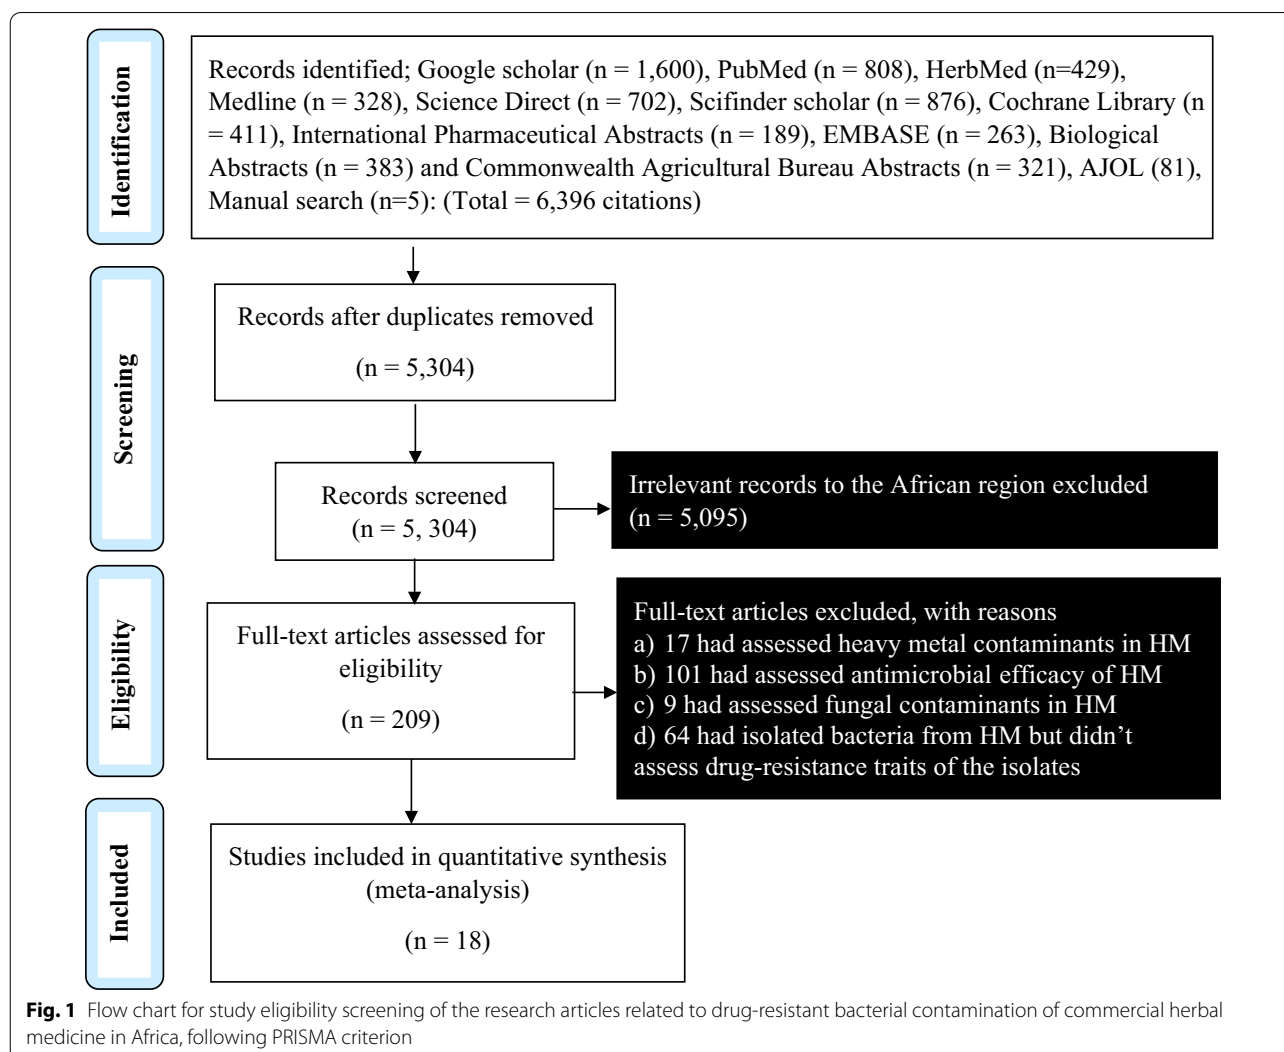 Identification
Records identified; Google scholar (n = 1,600), PubMed (n = 808), HerbMed (n=429),
Medline (n = 328), Science Direct (n = 702), Scifinder scholar (n = 876), Cochrane Library (n
= 411), International Pharmaceutical Abstracts (n = 189), EMBASE (n = 263), Biological
Abstracts (n = 383) and Commonwealth Agricultural Bureau Abstracts (n = 321), AJOL (81),
Manual search (n=5): (Total = 6,396 citations)
Screening
Records after duplicates removed
(n = 5,304)
Records screened
(n = 5, 304)
Irrelevant records to the African region excluded
(n = 5,095)
Eligibility
Full-text articles assessed for
eligibility
(n = 209)
Full-text articles excluded, with reasons
a) 17 had assessed heavy metal contaminants in HM
b) 101 had assessed antimicrobial efficacy of HM
c) 9 had assessed fungal contaminants in HM
d) 64 had isolated bacteria from HM but didn't
assess drug-resistance traits of the isolates
Included
Studies included in quantitative synthesis
(meta-analysis)
(n = 18)
Fig. 1 Flow chart for study eligibility screening of the research articles related to drug-resistant bacterial contamination of commercial herbal
medicine in Africa, following PRISMA criterion